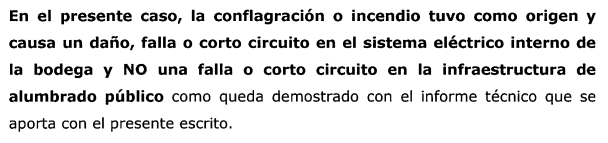 En el presente caso, la conflagración o incendio tuvo como origen y
causa un daño, falla o corto circuito en el sistema eléctrico interno de
la bodega y NO una falla o corto circuito en la infraestructura de
alumbrado público como queda demostrado con el informe técnico que se
aporta con el presente escrito.